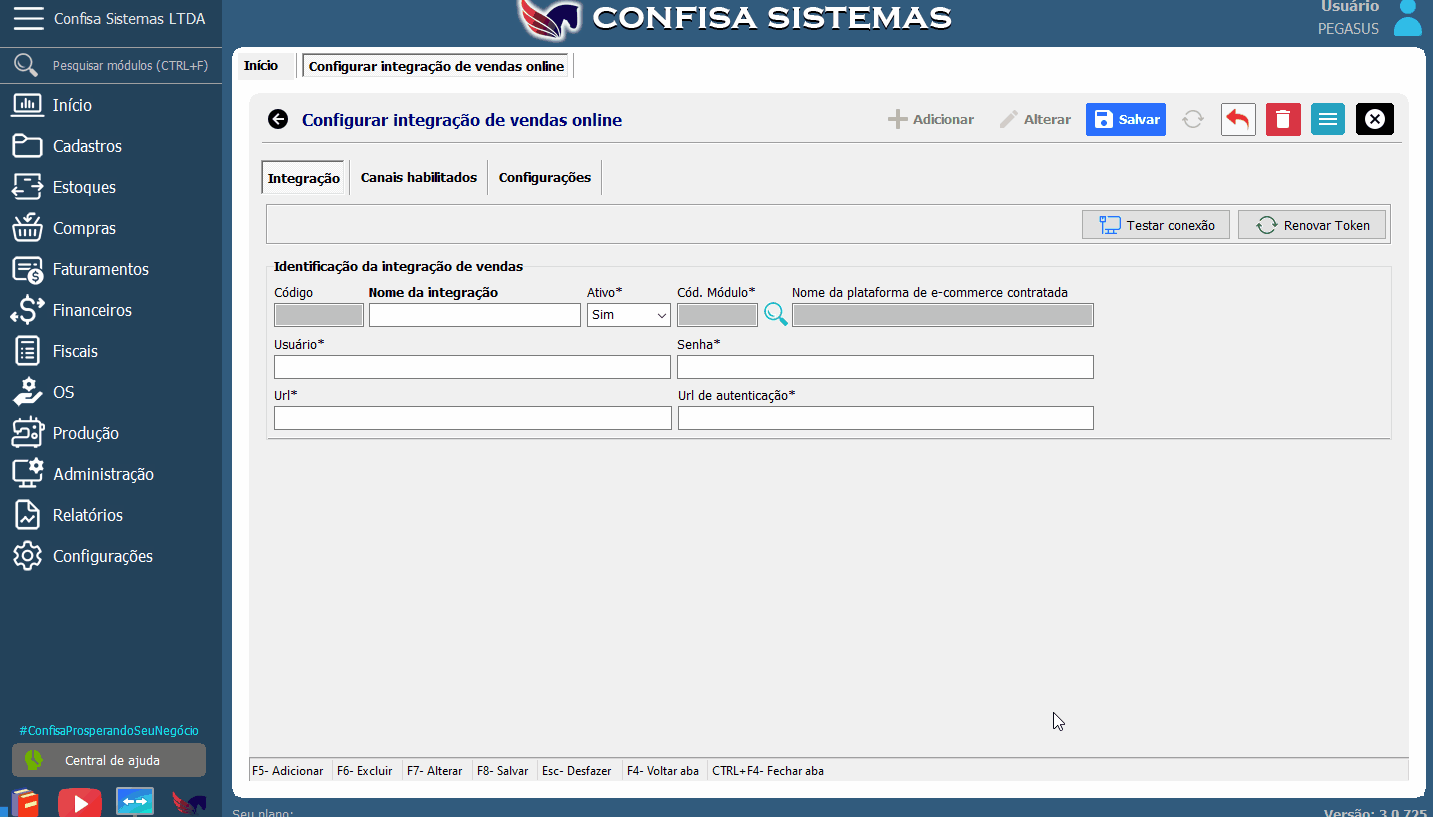 Confisa Sistemas LTDA
CONFISA SISTEMAS
Usuário
PEGASUS
Pesquisar módulos (CTRL+F)
Início
Cadastros
Estoques
Compras
Faturamentos
Financeiros
Fiscais
OS
Produção
Administração
Relatórios
Configurações
#ConfisaProsperandoSeuNegócio
Central de ajuda
Início Configurar integração de vendas online
Configurar integração de vendas online Adicionar Alterar Salvar
Integração Canais habilitados Configurações
Testar conexão Renovar Token
Identificação da integração de vendas
Código Nome da integração Ativo* Cód. Módulo* Nome da plataforma de e-commerce contratada
Sim
Usuário* Senha*
Url* Url de autenticação*
F5- Adicionar F6- Excluir F7- Alterar F8- Salvar Esc- Desfazer F4- Voltar aba CTRL+F4- Fechar aba
Seu plano: Versão: 3.0.725